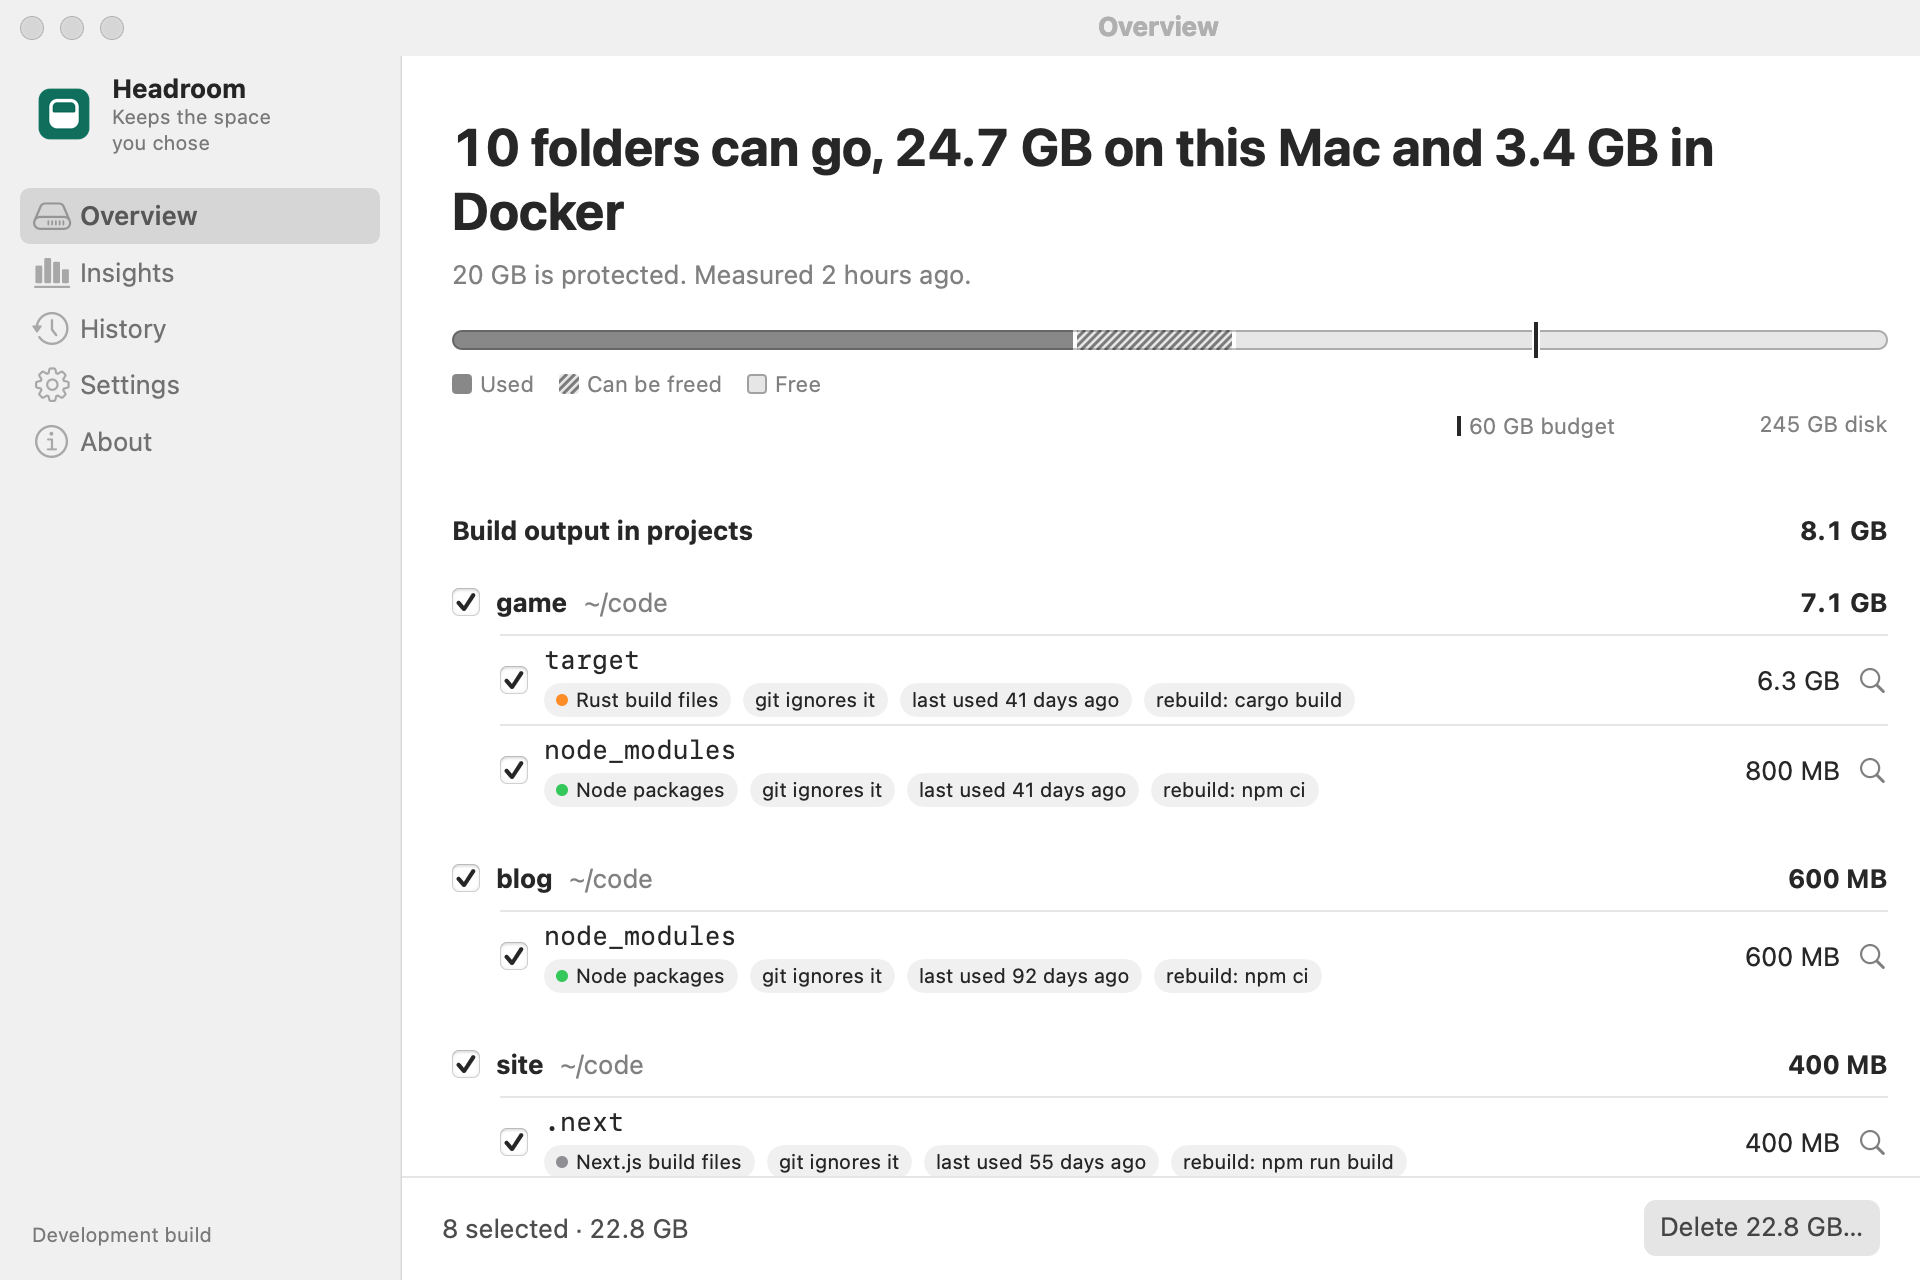 Overview
Headroom
Keeps the space
you chose
Overview
Insights
History
Settings
About
Development build
10 folders can go, 24.7 GB on this Mac and 3.4 GB in
Docker
20 GB is protected. Measured 2 hours ago.
Used Can be freed Free
60 GB budget 245 GB disk
Build output in projects 8.1 GB
game ~/code 7.1 GB
target
Rust build files git ignores it last used 41 days ago rebuild: cargo build 6.3 GB
node_modules
Node packages git ignores it last used 41 days ago rebuild: npm ci 800 MB
blog ~/code 600 MB
node_modules
Node packages git ignores it last used 92 days ago rebuild: npm ci 600 MB
site ~/code 400 MB
.next
Next.js build files git ignores it last used 55 days ago rebuild: npm run build 400 MB
8 selected · 22.8 GB Delete 22.8 GB...